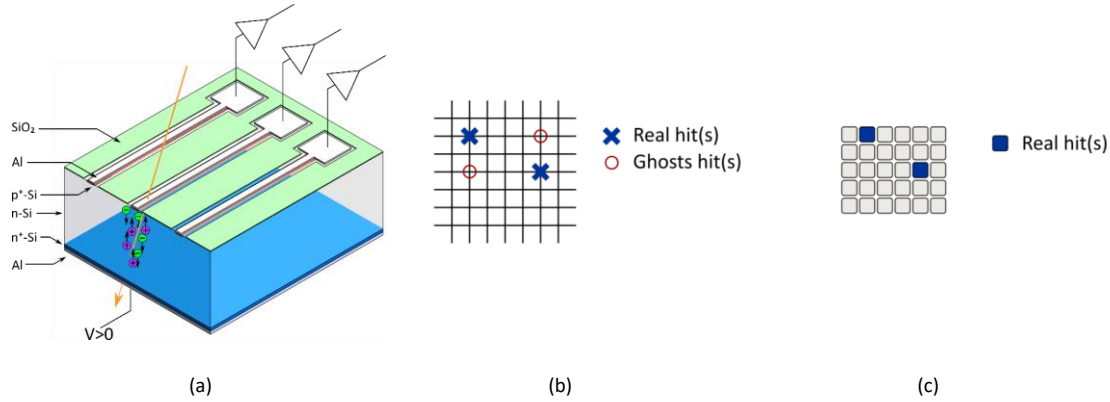 SiO₂
Al
p⁺-Si
n-Si
n⁺-Si
Al
V>0
Real hit(s)
Ghosts hit(s)
Real hit(s)
(a)
(b)
(c)